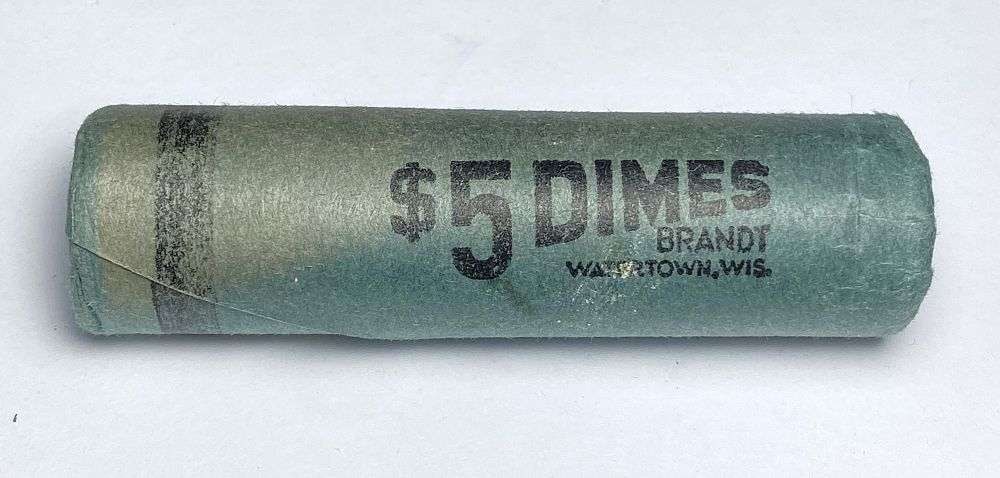 $5 DIMES
BRANDT
WATERTOWN, WIS.